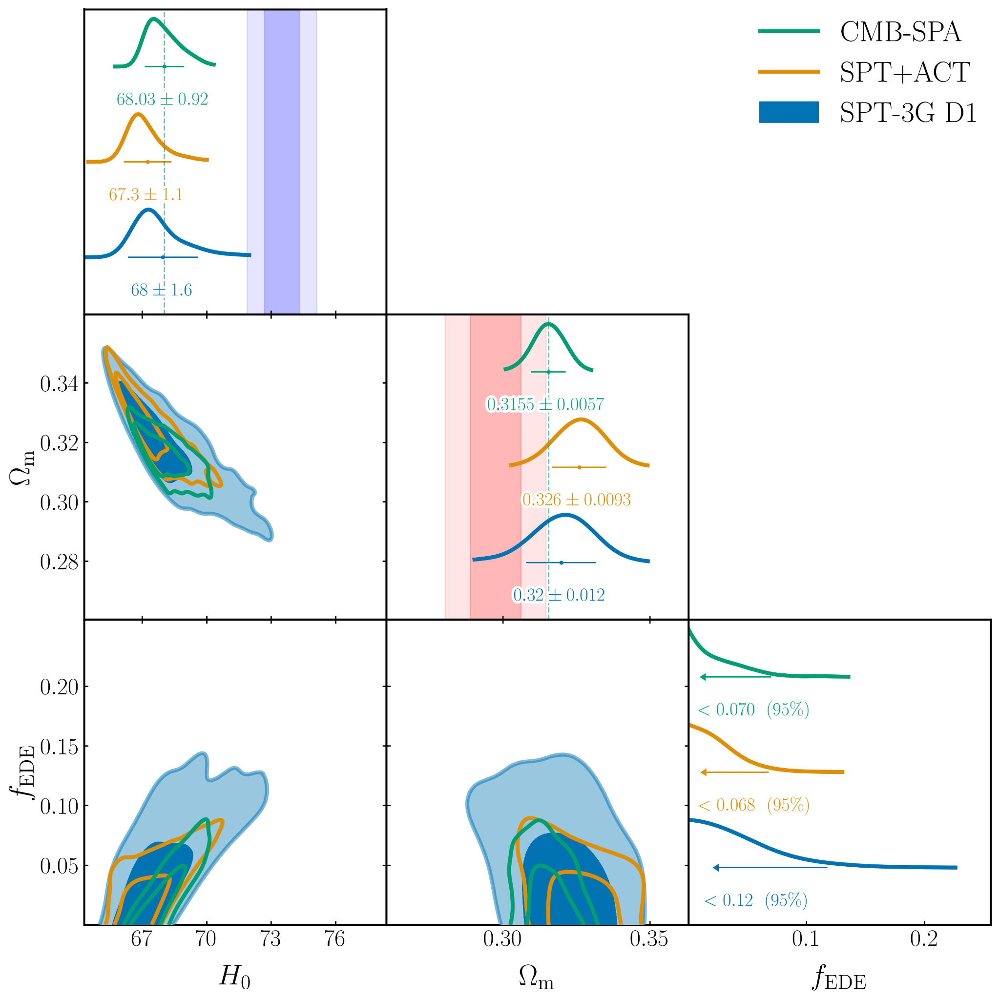 CMB-SPA
SPT+ACT
SPT-3G D1
68.03 ± 0.92
67.3 ± 1.1
68 ± 1.6
Ωm
0.34
0.32
0.30
0.28
0.3155 ± 0.0057
0.326 ± 0.0093
0.32 ± 0.012
fEDE
0.20
0.15
0.10
0.05
< 0.070 (95%)
< 0.068 (95%)
< 0.12 (95%)
67 70 73 76
0.30 0.35
0.1 0.2
H0
Ωm
fEDE